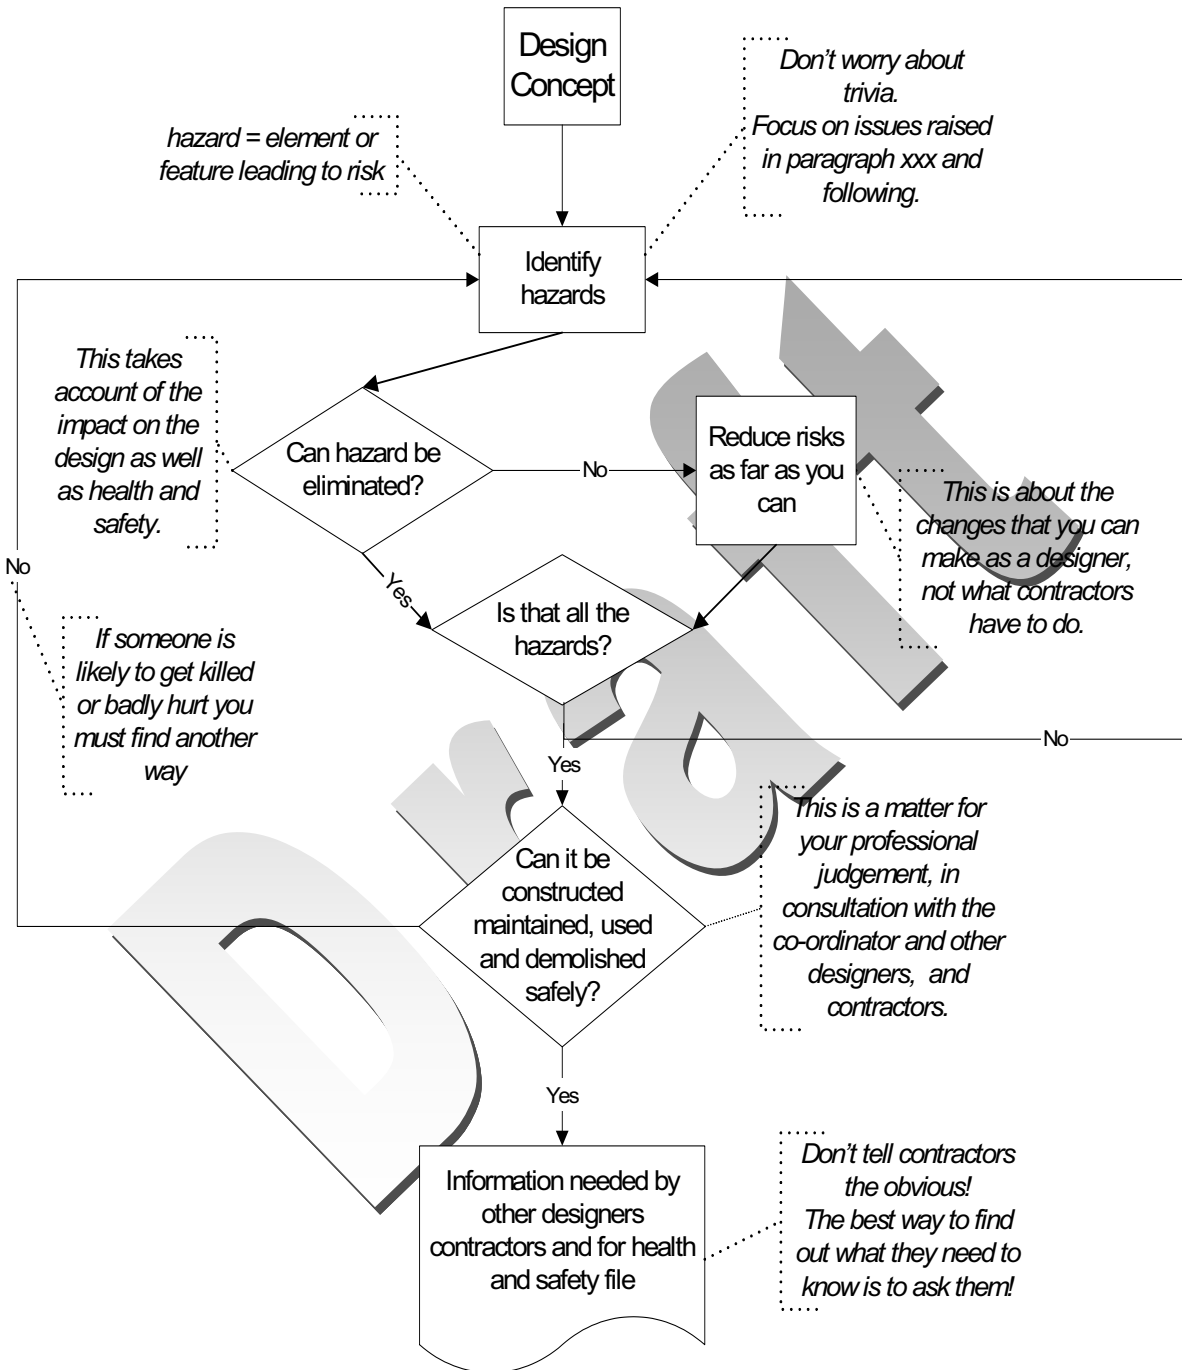 Design
Concept
Don't worry about
trivia.
Focus on issues raised
in paragraph xxx and
following.
hazard = element or
feature leading to risk
Identify
hazards
This takes
account of the
impact on the
design as well
as health and
safety.
Can hazard be
eliminated?
No
Reduce risks
as far as you
can
This is about the
changes that you can
make as a designer,
not what contractors
have to do.
Yes
Is that all the
hazards?
No
If someone is
likely to get killed
or badly hurt you
must find another
way
No
Yes
Can it be
constructed
maintained, used
and demolished
safely?
This is a matter for
your professional
judgement, in
consultation with the
co-ordinator and other
designers, and
contractors.
Yes
Information needed by
other designers
contractors and for health
and safety file
Don't tell contractors
the obvious!
The best way to find
out what they need to
know is to ask them!
Draft